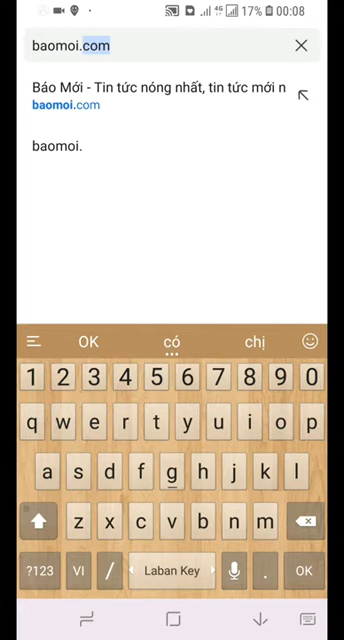 4G 17% 00:08
baomoi.com
Báo Mới - Tin tức nóng nhất, tin tức mới n
baomoi.com
baomoi.
OK có chị
1 2 3 4 5 6 7 8 9 0
q w e r t y u i o p
a s d f g h j k l
z x c v b n m
?123 VI / Laban Key . OK